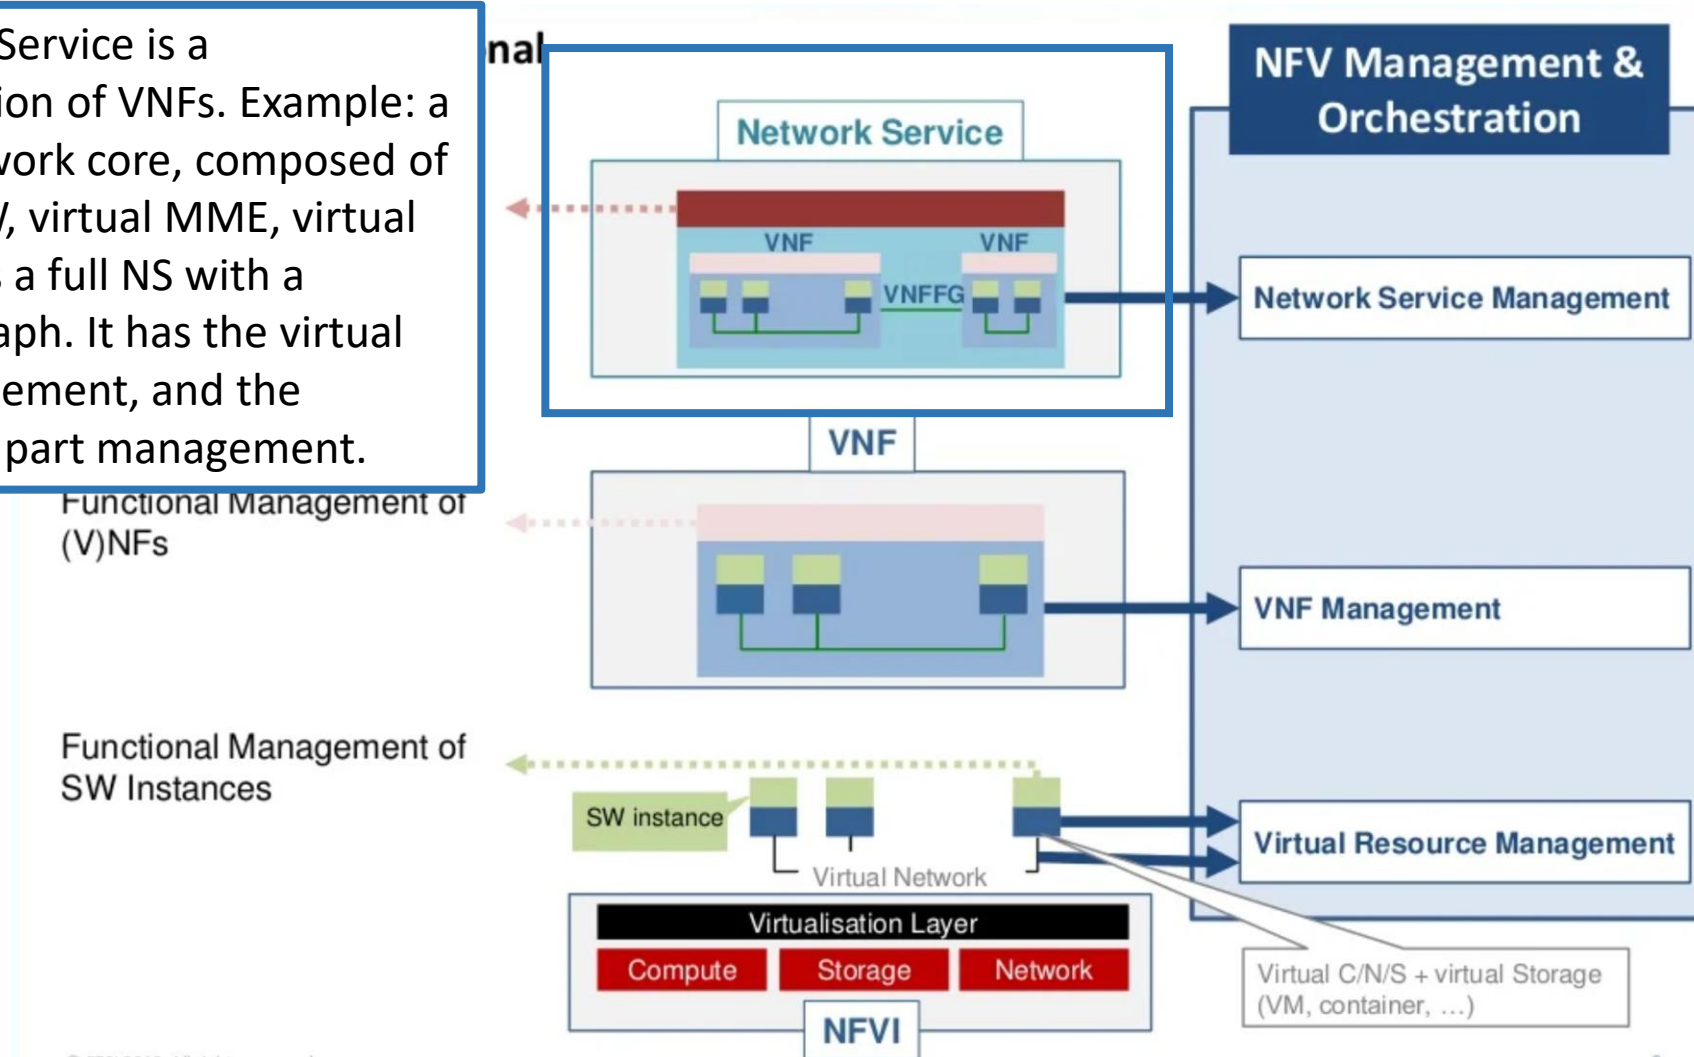 Service is a
tion of VNFs. Example: a
work core, composed of
V, virtual MME, virtual
s a full NS with a
aph. It has the virtual
ement, and the
part management.
nal
Functional Management of
(V)NFs
Functional Management of
SW Instances
Network Service
VNF
VNF
VNFFG
VNF
SW instance
Virtual Network
Virtualisation Layer
Compute
Storage
Network
NFVI
NFV Management &
Orchestration
Network Service Management
VNF Management
Virtual Resource Management
Virtual C/N/S + virtual Storage
(VM, container, …)